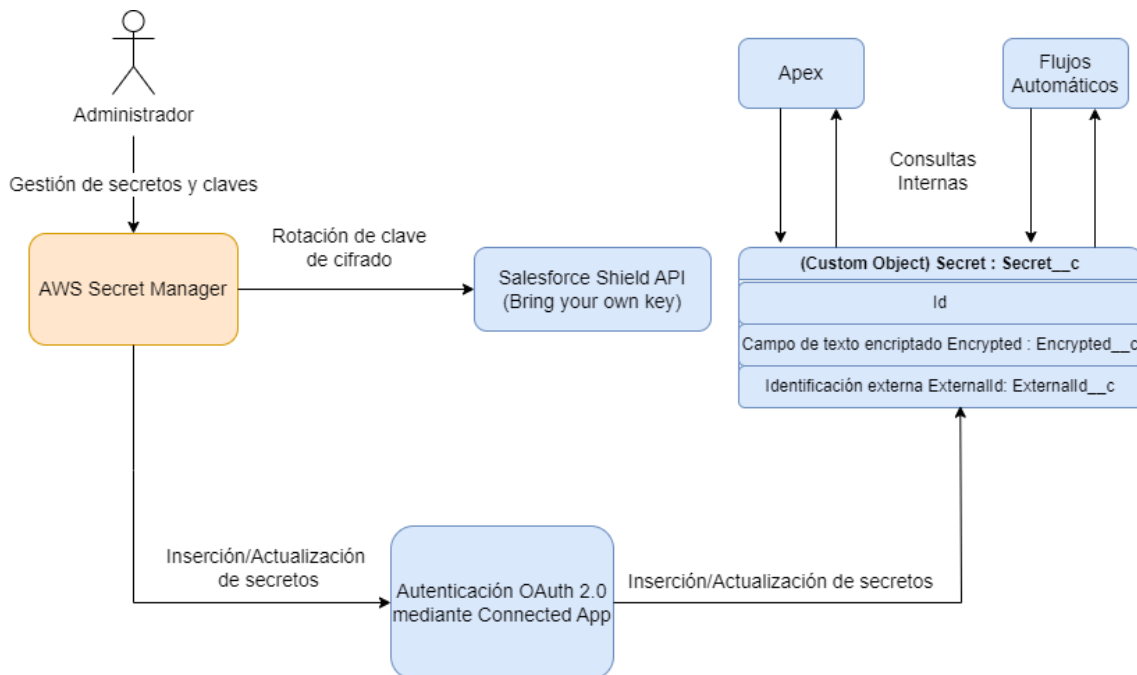 Administrador
Gestión de secretos y claves
AWS Secret Manager
Rotación de clave
de cifrado
Salesforce Shield API
(Bring your own key)
Apex
Flujos
Automáticos
Consultas
Internas
(Custom Object) Secret : Secret__c
Id
Campo de texto encriptado Encrypted : Encrypted__c
Identificación externa ExternalId: ExternalId__c
Inserción/Actualización
de secretos
Autenticación OAuth 2.0
mediante Connected App
Inserción/Actualización de secretos